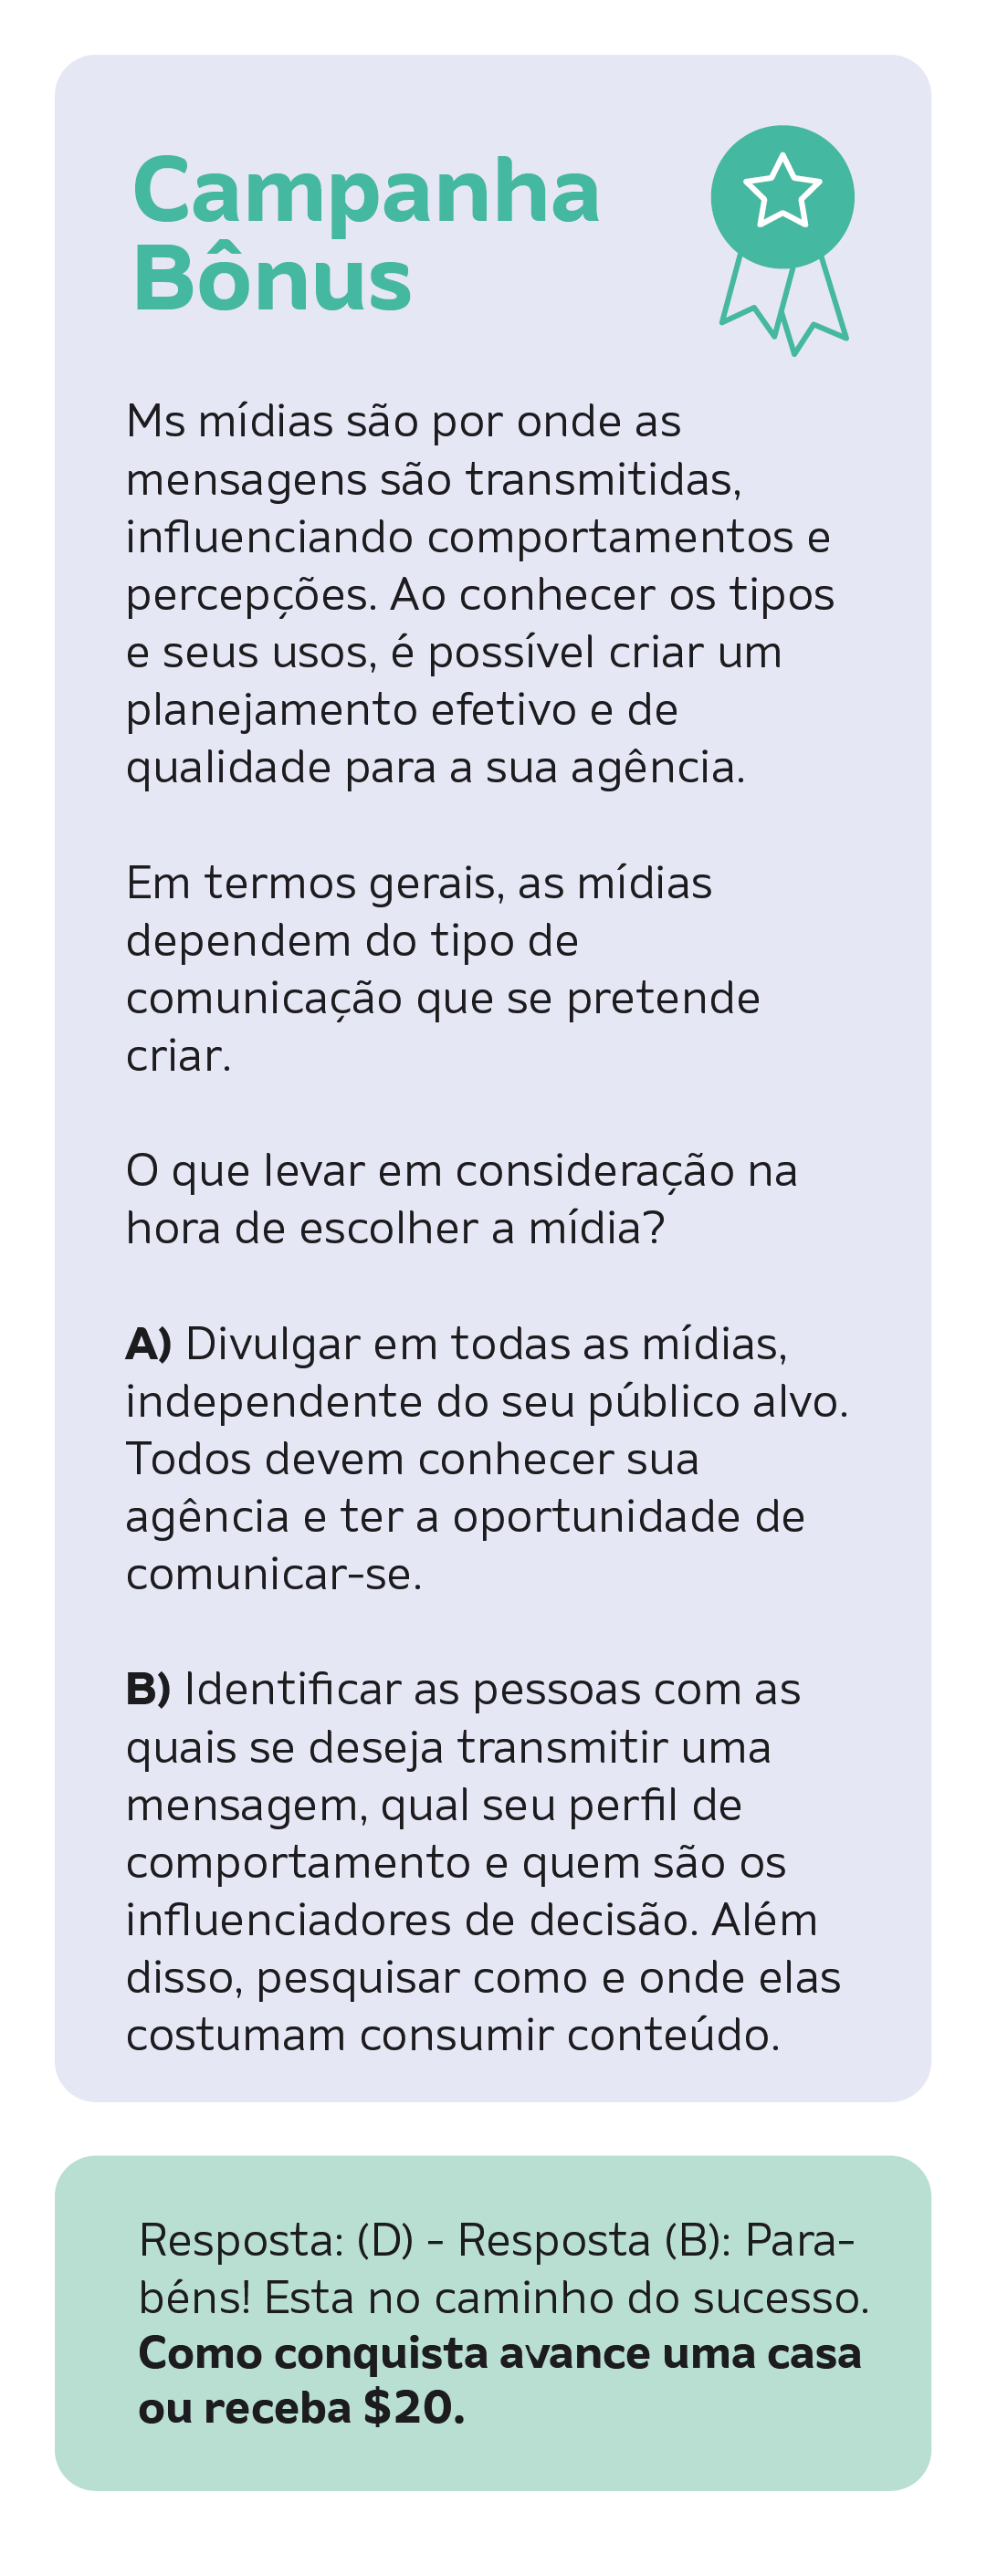 Campanha
Bônus
Ms mídias são por onde as
mensagens são transmitidas,
influenciando comportamentos e
percepções. Ao conhecer os tipos
e seus usos, é possível criar um
planejamento efetivo e de
qualidade para a sua agência.
Em termos gerais, as mídias
dependem do tipo de
comunicação que se pretende
criar.
O que levar em consideração na
hora de escolher a mídia?
A) Divulgar em todas as mídias,
independente do seu público alvo.
Todos devem conhecer sua
agência e ter a oportunidade de
comunicar-se.
B) Identificar as pessoas com as
quais se deseja transmitir uma
mensagem, qual seu perfil de
comportamento e quem são os
influenciadores de decisão. Além
disso, pesquisar como e onde elas
costumam consumir conteúdo.
Resposta: (D) - Resposta (B): Para-
béns! Esta no caminho do sucesso.
Como conquista avance uma casa
ou receba $20.